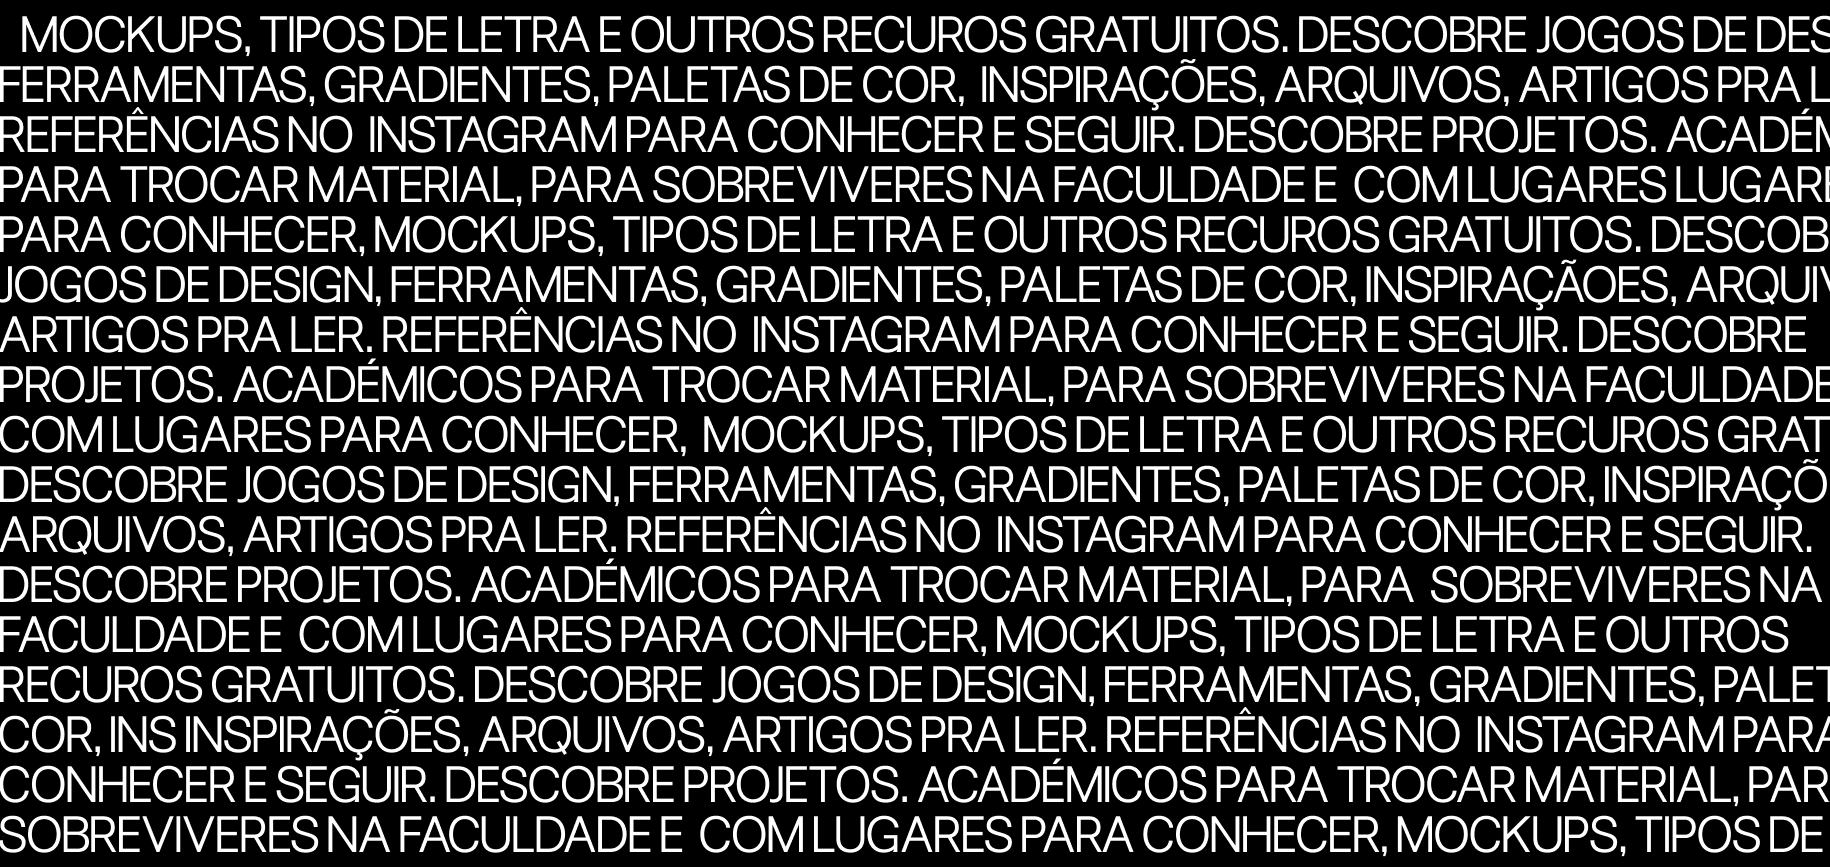 MOCKUPS, TIPOS DE LETRA E OUTROS RECUROS GRATUITOS. DESCOBRE JOGOS DE DES
FERRAMENTAS, GRADIENTES, PALETAS DE COR, INSPIRAÇÕES, ARQUIVOS, ARTIGOS PRA L
REFERÊNCIAS NO INSTAGRAM PARA CONHECER E SEGUIR. DESCOBRE PROJETOS. ACADÉM
PARA TROCAR MATERIAL, PARA SOBREVIVERES NA FACULDADE E COM LUGARES LUGARE
PARA CONHECER, MOCKUPS, TIPOS DE LETRA E OUTROS RECUROS GRATUITOS. DESCOB
JOGOS DE DESIGN, FERRAMENTAS, GRADIENTES, PALETAS DE COR, INSPIRAÇÃOES, ARQUIV
ARTIGOS PRA LER. REFERÊNCIAS NO INSTAGRAM PARA CONHECER E SEGUIR. DESCOBRE
PROJETOS. ACADÉMICOS PARA TROCAR MATERIAL, PARA SOBREVIVERES NA FACULDADE
COM LUGARES PARA CONHECER, MOCKUPS, TIPOS DE LETRA E OUTROS RECUROS GRAT
DESCOBRE JOGOS DE DESIGN, FERRAMENTAS, GRADIENTES, PALETAS DE COR, INSPIRAÇÕ
ARQUIVOS, ARTIGOS PRA LER. REFERÊNCIAS NO INSTAGRAM PARA CONHECER E SEGUIR.
DESCOBRE PROJETOS. ACADÉMICOS PARA TROCAR MATERIAL, PARA SOBREVIVERES NA
FACULDADE E COM LUGARES PARA CONHECER, MOCKUPS, TIPOS DE LETRA E OUTROS
RECUROS GRATUITOS. DESCOBRE JOGOS DE DESIGN, FERRAMENTAS, GRADIENTES, PALET
COR, INS INSPIRAÇÕES, ARQUIVOS, ARTIGOS PRA LER. REFERÊNCIAS NO INSTAGRAM PARA
CONHECER E SEGUIR. DESCOBRE PROJETOS. ACADÉMICOS PARA TROCAR MATERIAL, PAR
SOBREVIVERES NA FACULDADE E COM LUGARES PARA CONHECER, MOCKUPS, TIPOS DE